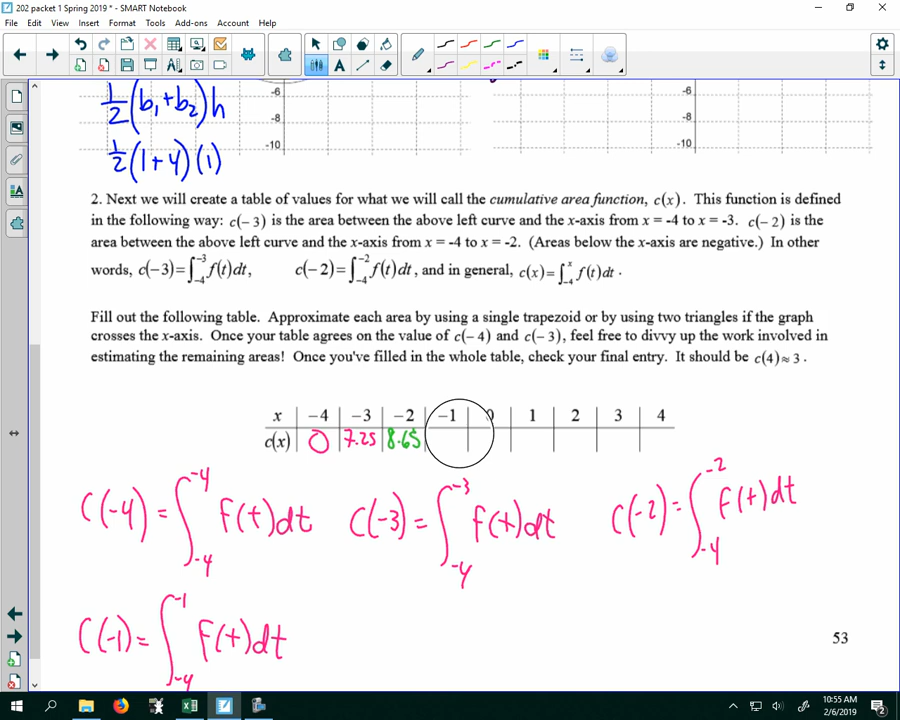 202 packet 1 Spring 2019 * - SMART Notebook
File Edit View Insert Format Tools Add-ons Account Help
½(b₁+b₂)h
½(1+4)(1)
-6
-8
-10
-6
-8
-10
2. Next we will create a table of values for what we will call the cumulative area function, c(x). This function is defined
in the following way: c(−3) is the area between the above left curve and the x-axis from x = -4 to x = -3. c(−2) is the
area between the above left curve and the x-axis from x = -4 to x = -2. (Areas below the x-axis are negative.) In other
words, c(−3)=∫₋₄⁻³ f(t)dt, c(−2)=∫₋₄⁻² f(t)dt, and in general, c(x)=∫₋₄ˣ f(t)dt .
Fill out the following table. Approximate each area by using a single trapezoid or by using two triangles if the graph
crosses the x-axis. Once your table agrees on the value of c(−4) and c(−3), feel free to divvy up the work involved in
estimating the remaining areas! Once you've filled in the whole table, check your final entry. It should be c(4)≈3 .
x −4 −3 −2 −1 0 1 2 3 4
c(x) 0 7.25 8.65
C(-4)=∫₋₄⁻⁴ f(t)dt C(-3)=∫₋₄⁻³ f(t)dt C(-2)=∫₋₄⁻² f(t)dt
C(-1)=∫₋₄⁻¹ f(t)dt
53
10:55 AM
2/6/2019
2